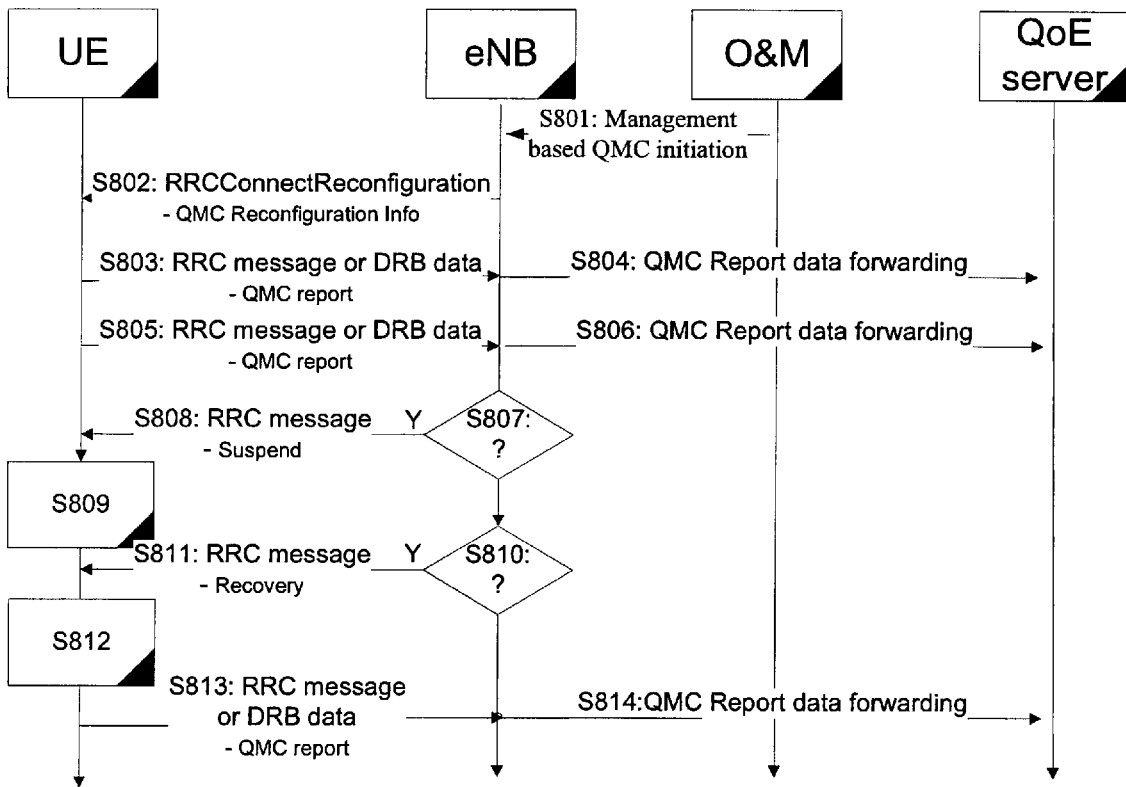 UE
eNB
O&M
QoE
server
S801: Management
based QMC initiation
S802: RRCConnectReconfiguration
- QMC Reconfiguration Info
S803: RRC message or DRB data
- QMC report
S804: QMC Report data forwarding
S805: RRC message or DRB data
- QMC report
S806: QMC Report data forwarding
S808: RRC message
- Suspend
Y
S807:
?
S809
S811: RRC message
- Recovery
Y
S810:
?
S812
S813: RRC message
or DRB data
- QMC report
S814:QMC Report data forwarding